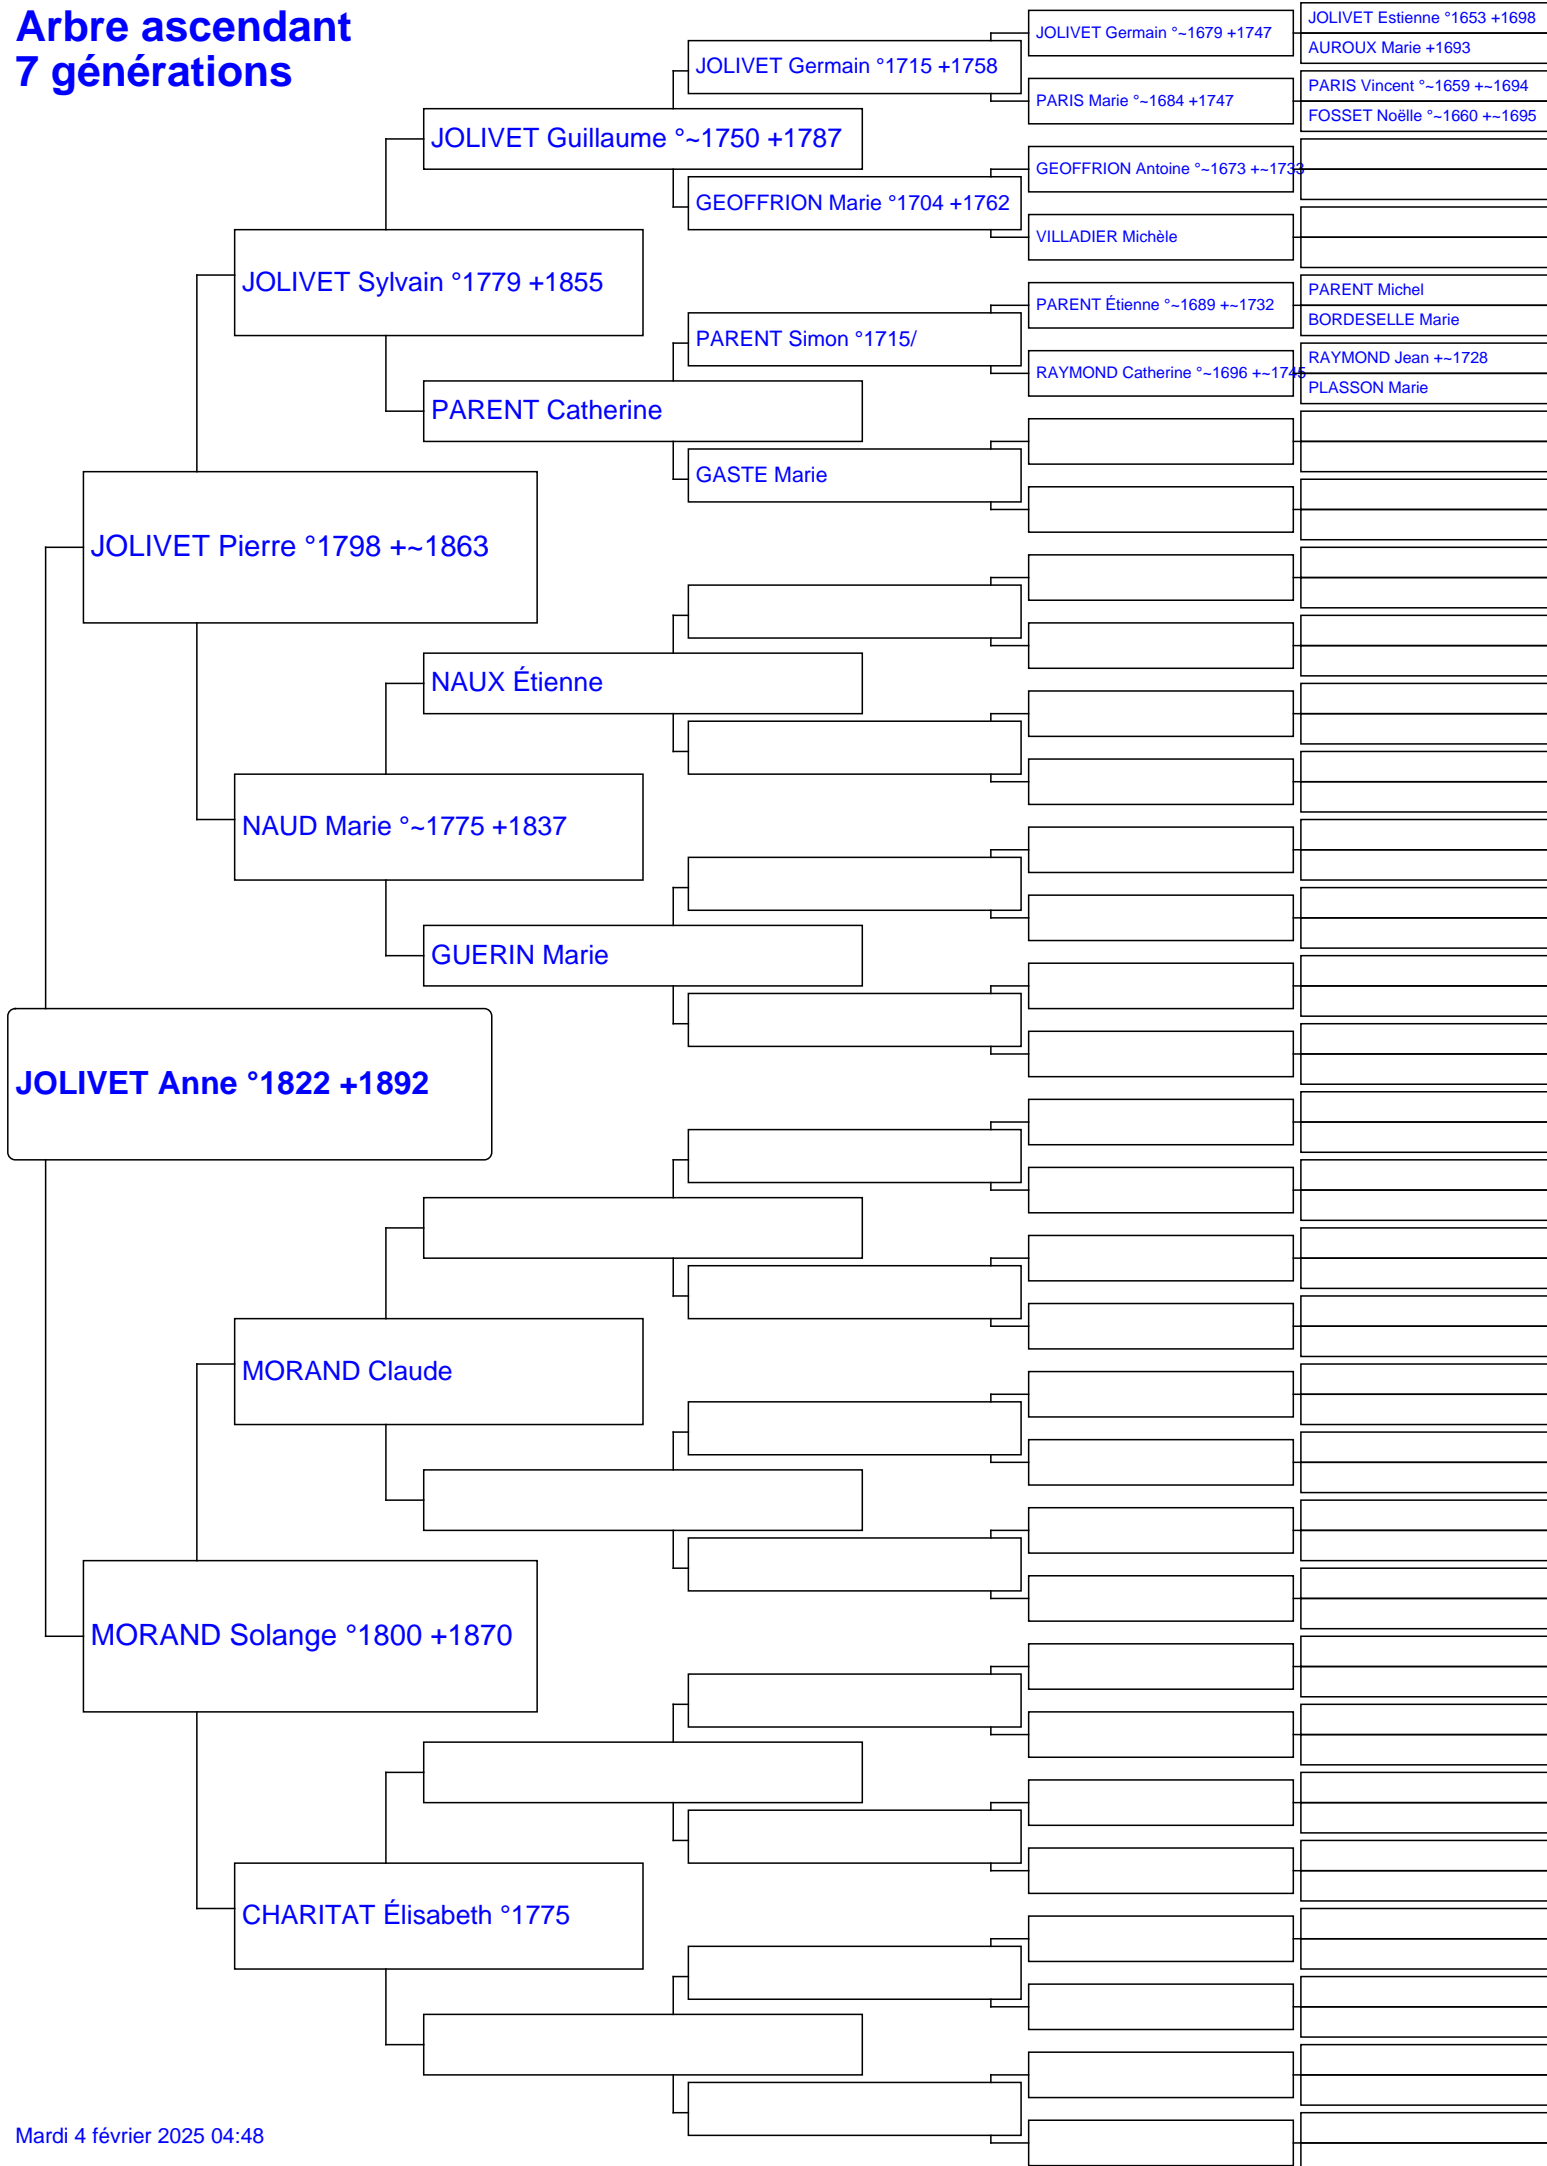 Arbre ascendant
7 générations
JOLIVET Estienne °1653 +1698
JOLIVET Germain °~1679 +1747
AUROUX Marie +1693
JOLIVET Germain °1715 +1758
PARIS Vincent °~1659 +~1694
PARIS Marie °~1684 +1747
FOSSET Noëlle °~1660 +~1695
JOLIVET Guillaume °~1750 +1787
GEOFFRION Antoine °~1673 +~1733
GEOFFRION Marie °1704 +1762
VILLADIER Michèle
JOLIVET Sylvain °1779 +1855
PARENT Michel
PARENT Étienne °~1689 +~1732
BORDESELLE Marie
PARENT Simon °1715/
RAYMOND Jean +~1728
RAYMOND Catherine °~1696 +~1745
PLASSON Marie
PARENT Catherine
GASTE Marie
JOLIVET Pierre °1798 +~1863
NAUX Étienne
NAUD Marie °~1775 +1837
GUERIN Marie
JOLIVET Anne °1822 +1892
MORAND Claude
MORAND Solange °1800 +1870
CHARITAT Élisabeth °1775
Mardi 4 février 2025 04:48